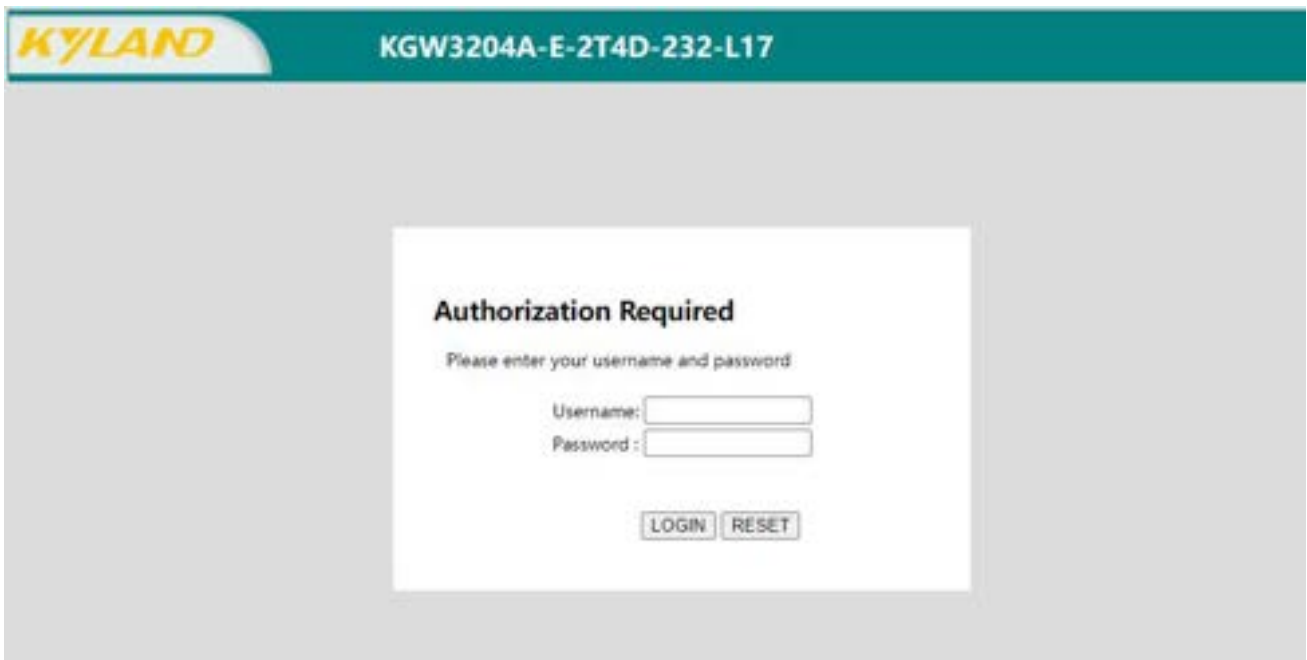 KYLAND
KGW3204A-E-2T4D-232-L17
Authorization Required
Please enter your username and password
Username:
Password :
LOGIN RESET